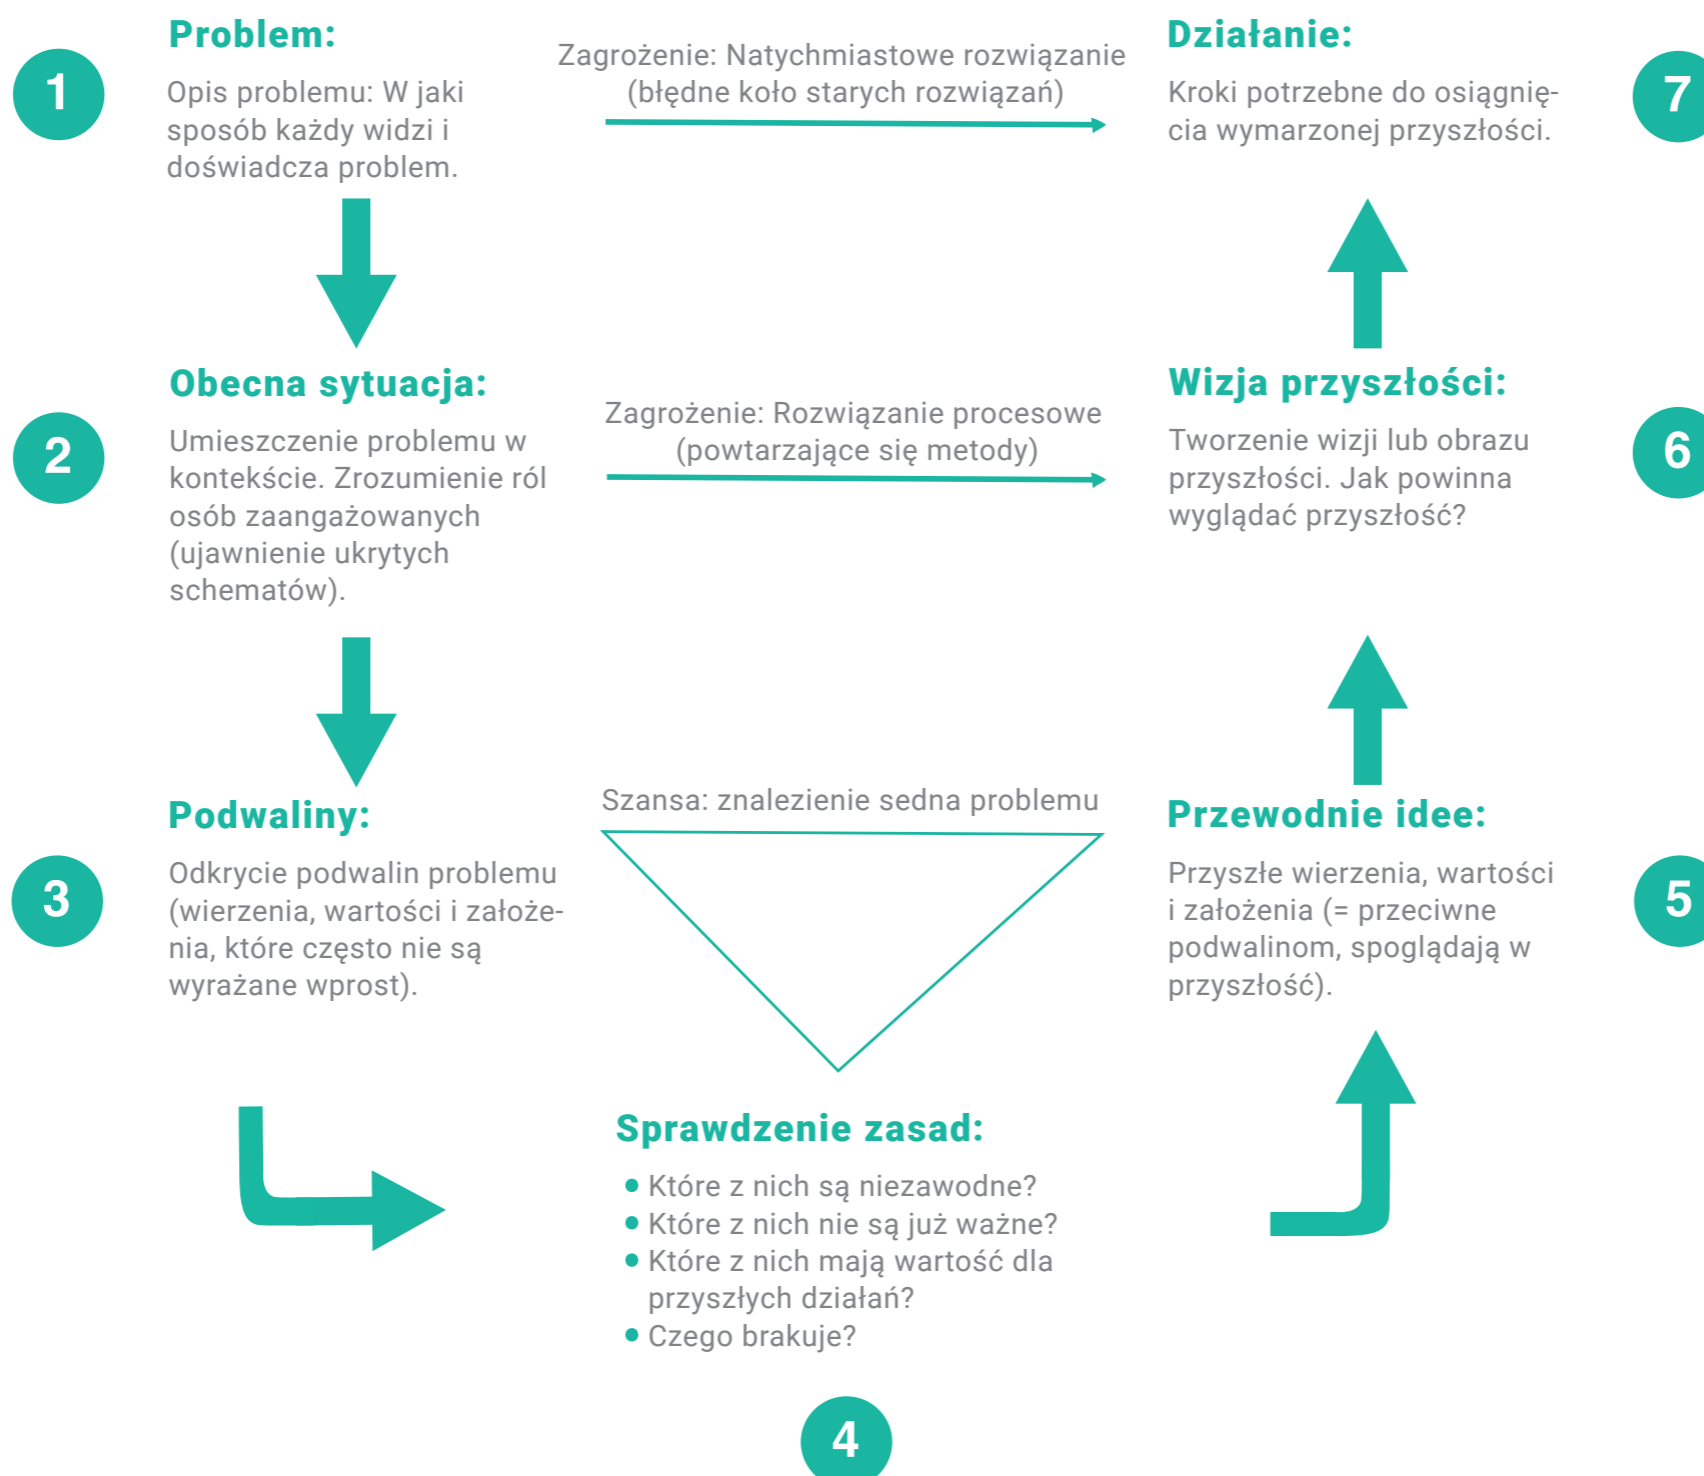 1
Problem:
Opis problemu: W jaki
sposób każdy widzi i
doświadcza problem.
Zagrożenie: Natychmiastowe rozwiązanie
(błędne koło starych rozwiązań)
Działanie:
Kroki potrzebne do osiągnię-
cia wymarzonej przyszłości.
7
2
Obecna sytuacja:
Umieszczenie problemu w
kontekście. Zrozumienie ról
osób zaangażowanych
(ujawnienie ukrytych
schematów).
Zagrożenie: Rozwiązanie procesowe
(powtarzające się metody)
Wizja przyszłości:
Tworzenie wizji lub obrazu
przyszłości. Jak powinna
wyglądać przyszłość?
6
3
Podwaliny:
Odkrycie podwalin problemu
(wierzenia, wartości i założe-
nia, które często nie są
wyrażane wprost).
Szansa: znalezienie sedna problemu
Przewodnie idee:
Przyszłe wierzenia, wartości
i założenia (= przeciwne
podwalinom, spoglądają w
przyszłość).
5
Sprawdzenie zasad:
• Które z nich są niezawodne?
• Które z nich nie są już ważne?
• Które z nich mają wartość dla
przyszłych działań?
• Czego brakuje?
4